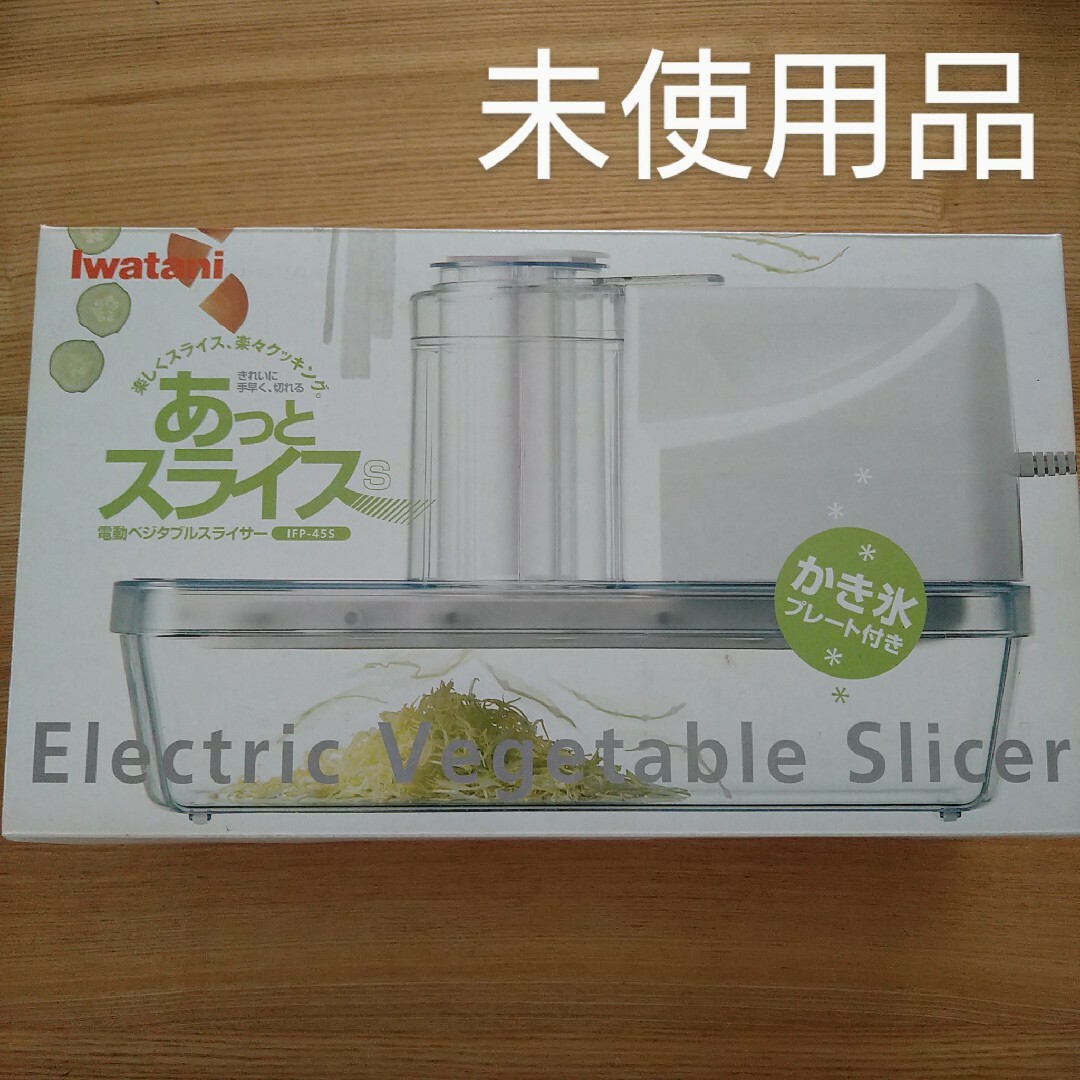 未使用品
Iwatani
楽しくスライス、楽々クッキング。
きれいに
手早く、切れる
あっと
スライスS
電動ベジタブルスライサー IFP-45S
かき氷
プレート付き
Electric Vegetable Slicer